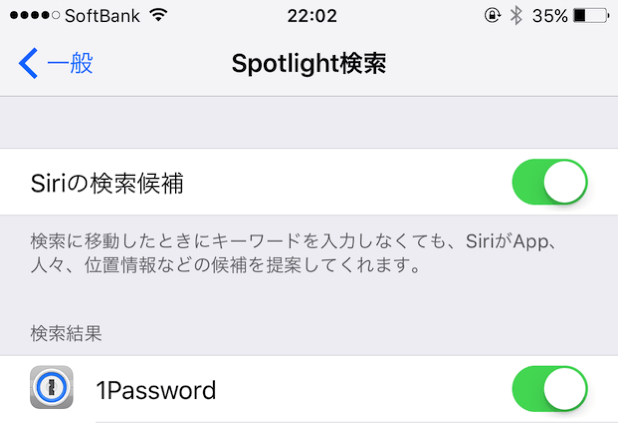 SoftBank 22:02 35%
一般 Spotlight検索
Siriの検索候補
検索に移動したときにキーワードを入力しなくても、SiriがApp、
人々、位置情報などの候補を提案してくれます。
検索結果
1Password